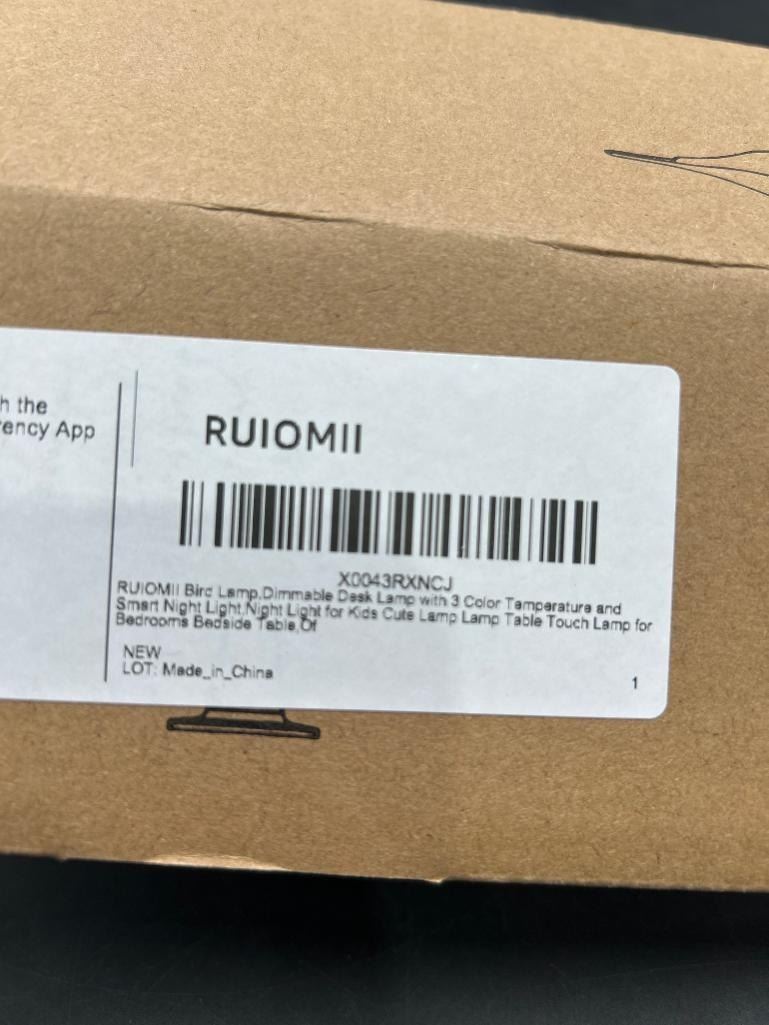 h the
rency App
RUIOMII
X0043RXNCJ
RUIOMII Bird Lamp,Dimmable Desk Lamp with 3 Color Temperature and
Smart Night Light,Night Light for Kids Cute Lamp Lamp Table Touch Lamp for
Bedrooms Bedside Table,Of
NEW
LOT: Made_in_China
1